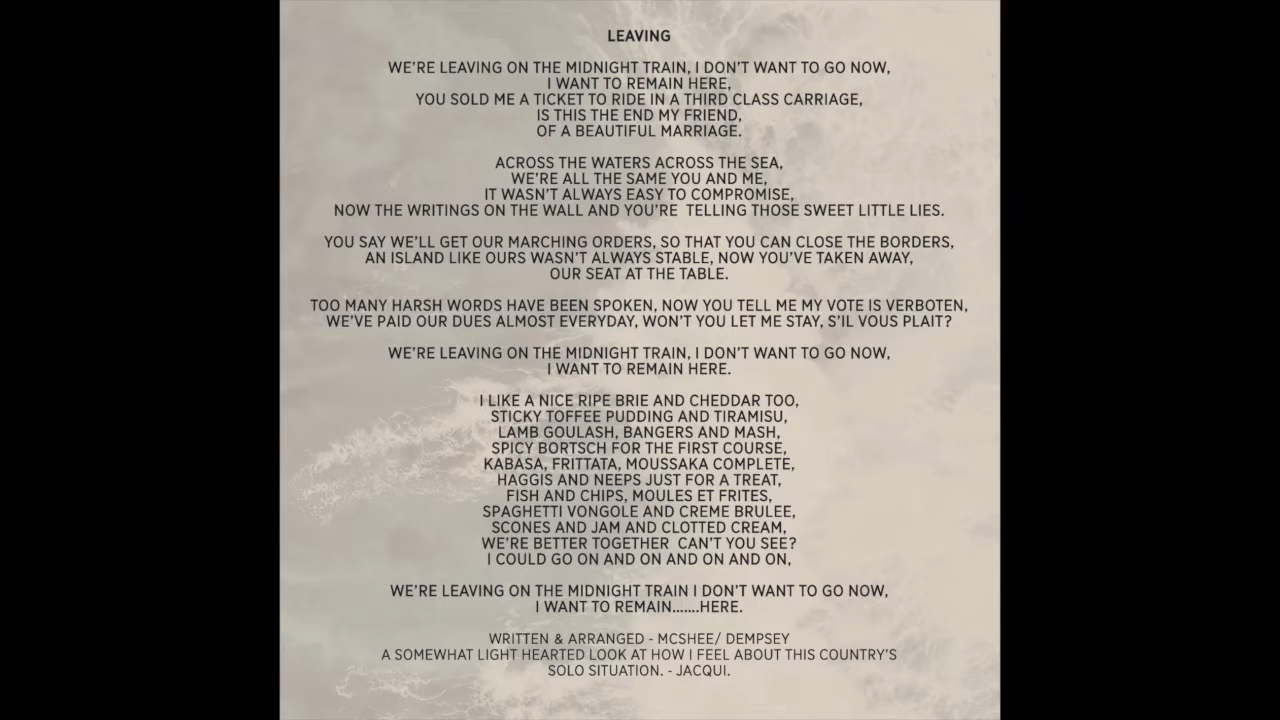 LEAVING
WE'RE LEAVING ON THE MIDNIGHT TRAIN, I DON'T WANT TO GO NOW,
I WANT TO REMAIN HERE,
YOU SOLD ME A TICKET TO RIDE IN A THIRD CLASS CARRIAGE,
IS THIS THE END MY FRIEND,
OF A BEAUTIFUL MARRIAGE.
ACROSS THE WATERS ACROSS THE SEA,
WE'RE ALL THE SAME YOU AND ME,
IT WASN'T ALWAYS EASY TO COMPROMISE,
NOW THE WRITINGS ON THE WALL AND YOU'RE  TELLING THOSE SWEET LITTLE LIES.
YOU SAY WE'LL GET OUR MARCHING ORDERS, SO THAT YOU CAN CLOSE THE BORDERS,
AN ISLAND LIKE OURS WASN'T ALWAYS STABLE, NOW YOU'VE TAKEN AWAY,
OUR SEAT AT THE TABLE.
TOO MANY HARSH WORDS HAVE BEEN SPOKEN, NOW YOU TELL ME MY VOTE IS VERBOTEN,
WE'VE PAID OUR DUES ALMOST EVERYDAY, WON'T YOU LET ME STAY, S'IL VOUS PLAIT?
WE'RE LEAVING ON THE MIDNIGHT TRAIN, I DON'T WANT TO GO NOW,
I WANT TO REMAIN HERE.
I LIKE A NICE RIPE BRIE AND CHEDDAR TOO,
STICKY TOFFEE PUDDING AND TIRAMISU,
LAMB GOULASH, BANGERS AND MASH,
SPICY BORTSCH FOR THE FIRST COURSE,
KABASA, FRITTATA, MOUSSAKA COMPLETE,
HAGGIS AND NEEPS JUST FOR A TREAT,
FISH AND CHIPS, MOULES ET FRITES,
SPAGHETTI VONGOLE AND CREME BRULEE,
SCONES AND JAM AND CLOTTED CREAM,
WE'RE BETTER TOGETHER  CAN'T YOU SEE?
I COULD GO ON AND ON AND ON AND ON,
WE'RE LEAVING ON THE MIDNIGHT TRAIN I DON'T WANT TO GO NOW,
I WANT TO REMAIN.......HERE.
WRITTEN & ARRANGED - MCSHEE/ DEMPSEY
A SOMEWHAT LIGHT HEARTED LOOK AT HOW I FEEL ABOUT THIS COUNTRY'S
SOLO SITUATION. - JACQUI.